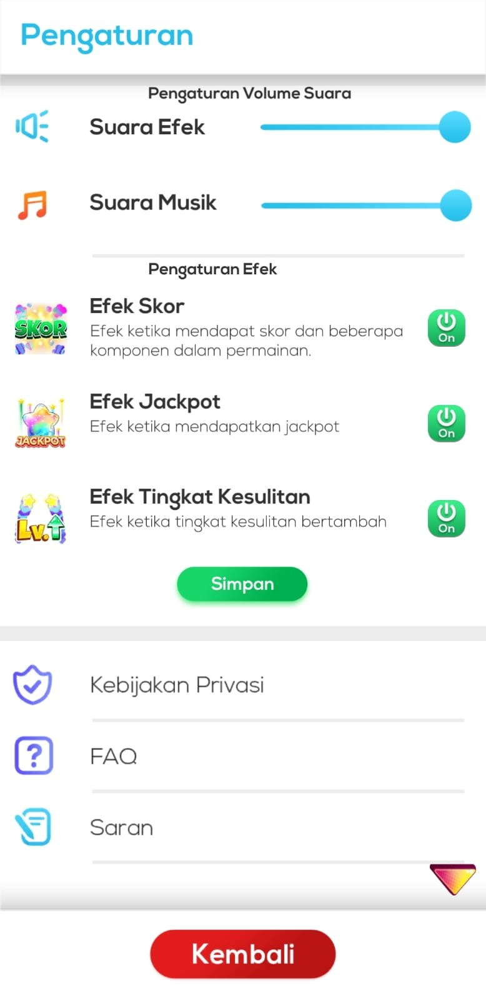 Pengaturan
Pengaturan Volume Suara
Suara Efek
Suara Musik
Pengaturan Efek
SKOR
Efek Skor
Efek ketika mendapat skor dan beberapa
komponen dalam permainan.
On
JACKPOT
Efek Jackpot
Efek ketika mendapatkan jackpot
On
Lv.
Efek Tingkat Kesulitan
Efek ketika tingkat kesulitan bertambah
On
Simpan
Kebijakan Privasi
FAQ
Saran
Kembali